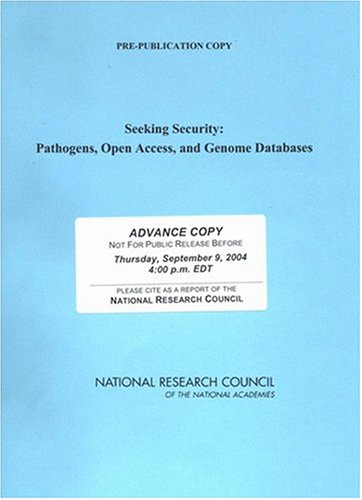 PRE-PUBLICATION COPY
Seeking Security:
Pathogens, Open Access, and Genome Databases
ADVANCE COPY
NOT FOR PUBLIC RELEASE BEFORE
Thursday, September 9, 2004
4:00 p.m. EDT
PLEASE CITE AS A REPORT OF THE
NATIONAL RESEARCH COUNCIL
NATIONAL RESEARCH COUNCIL
OF THE NATIONAL ACADEMIES